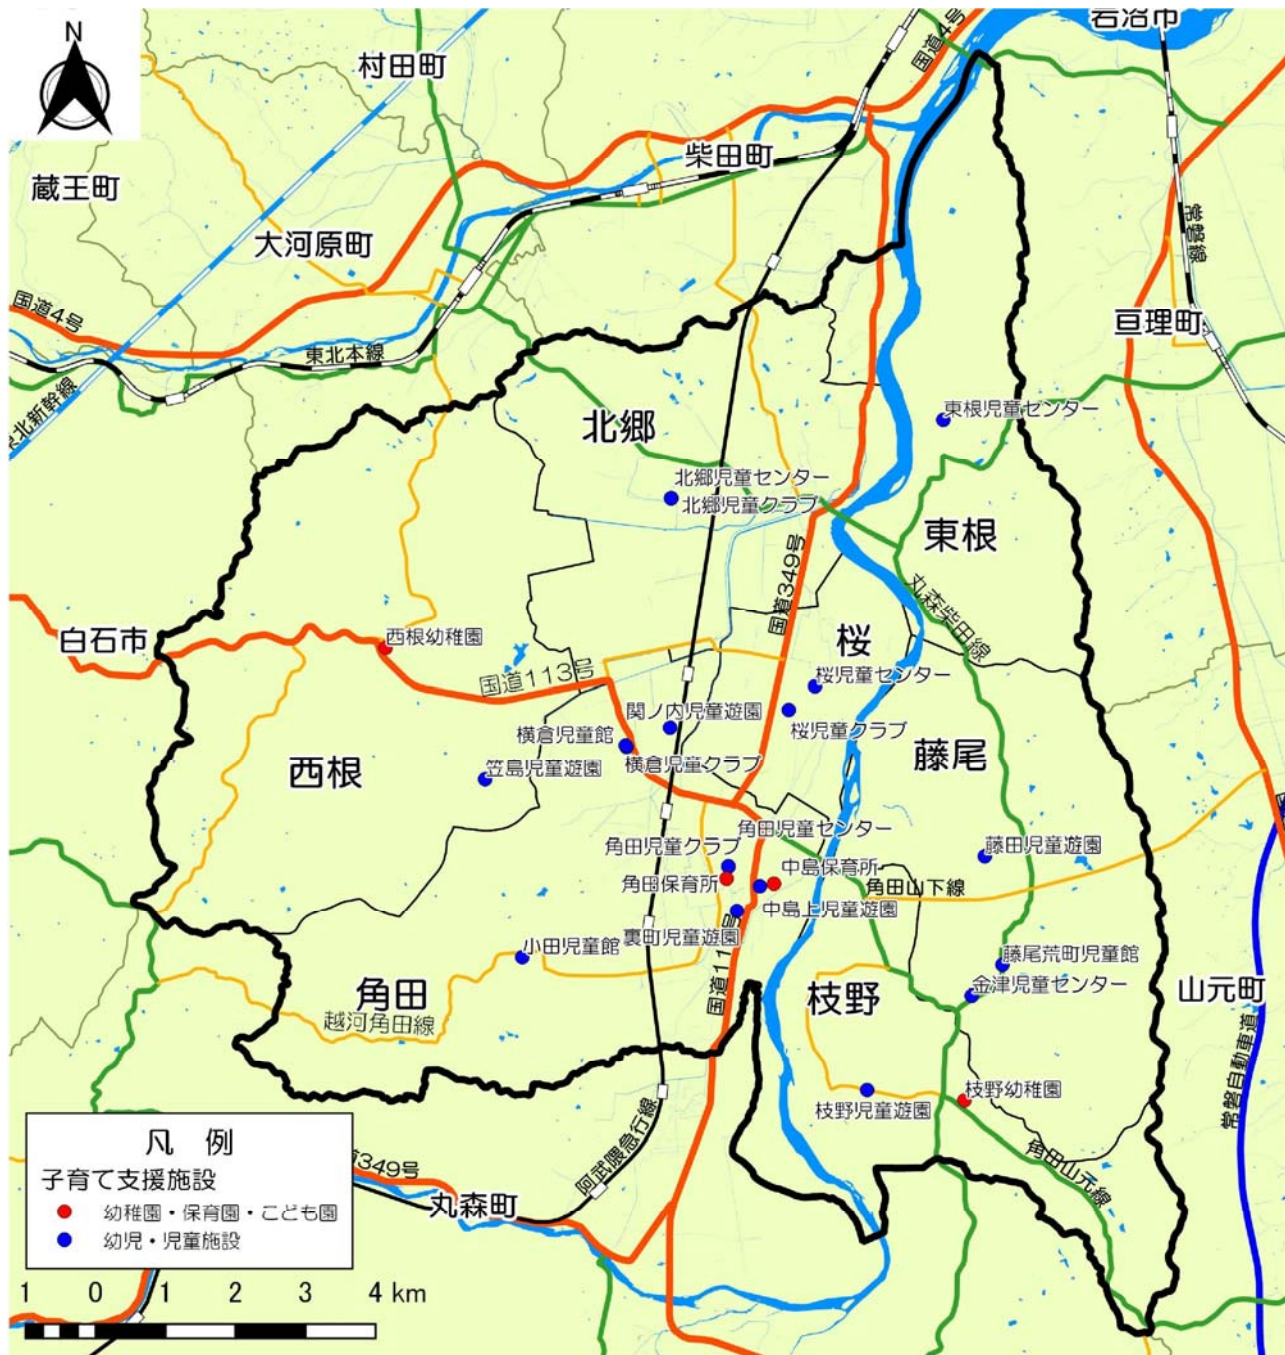 N
岩沼市
国道4号
村田町
柴田町
蔵王町
大河原町
常磐線
国道4号
亘理町
東北本線
東北新幹線
東根児童センター
北郷
北郷児童センター
北郷児童クラブ
東根
国道349号
丸森柴田線
白石市
西根幼稚園
桜
国道113号
桜児童センター
関ノ内児童遊園
桜児童クラブ
横倉児童館
藤尾
横倉児童クラブ
西根
笠島児童遊園
角田児童センター
角田児童クラブ
藤田児童遊園
中島保育所
角田保育所
角田山下線
中島上児童遊園
裏町児童遊園
小田児童館
藤尾荒町児童館
金津児童センター
角田
枝野
山元町
越河角田線
国道11号
枝野児童遊園
枝野幼稚園
常磐自動車道
阿武隈急行線
角田山元線
349号
丸森町
凡 例
子育て支援施設
幼稚園・保育園・こども園
幼児・児童施設
1 0 1 2 3 4 km